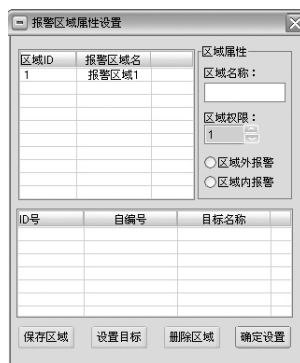 报警区域属性设置
区域ID 报警区域名
1 报警区域1
区域属性
区域名称：
区域权限：
1
区域外报警
区域内报警
ID号 自编号 目标名称
保存区域 设置目标 删除区域 确定设置